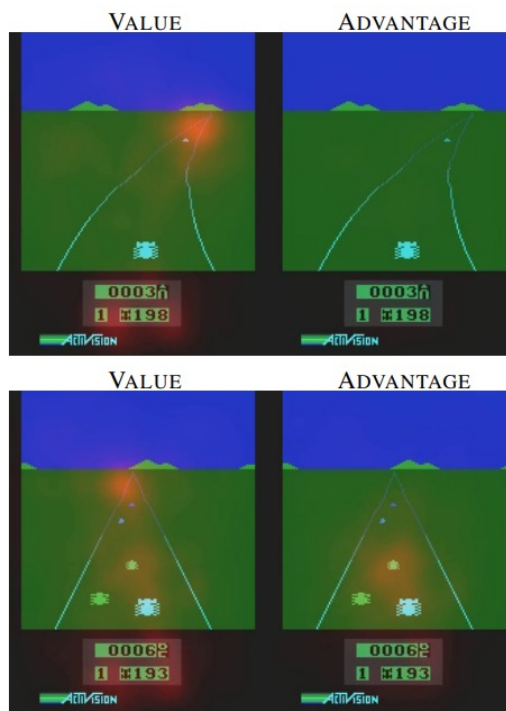 VALUE ADVANTAGE
0003 0003
1 198 1 198
ACTIVISION ACTIVISION
VALUE ADVANTAGE
0006 0006
1 193 1 193
ACTIVISION ACTIVISION